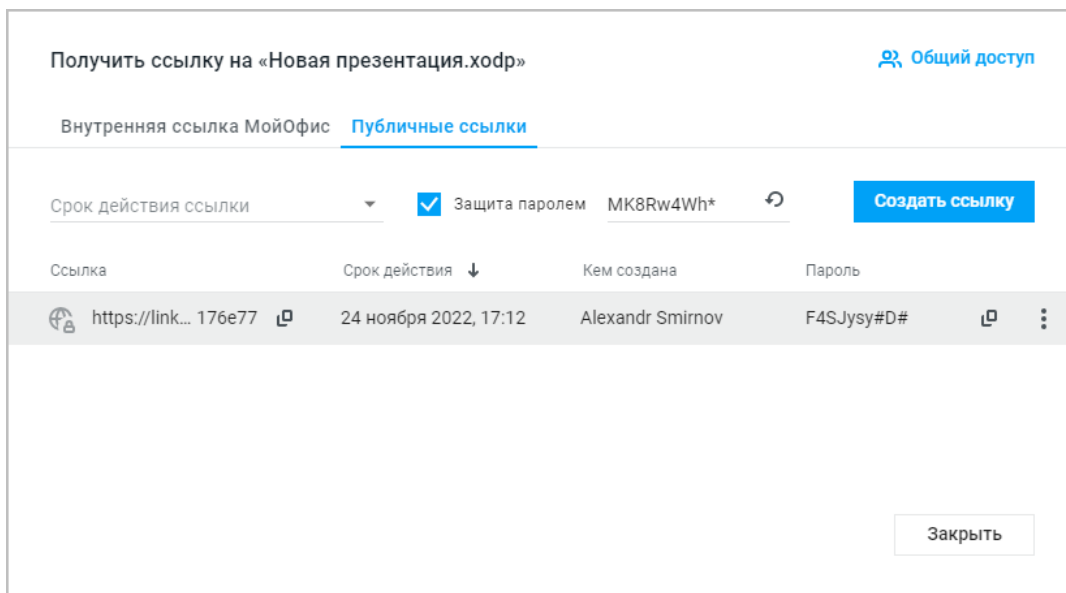 Получить ссылку на «Новая презентация.xodp» Общий доступ
Внутренняя ссылка МойОфис Публичные ссылки
Срок действия ссылки Защита паролем MK8Rw4Wh* Создать ссылку
Ссылка Срок действия Кем создана Пароль
https://link... 176e77 24 ноября 2022, 17:12 Alexandr Smirnov F4SJysy#D#
Закрыть